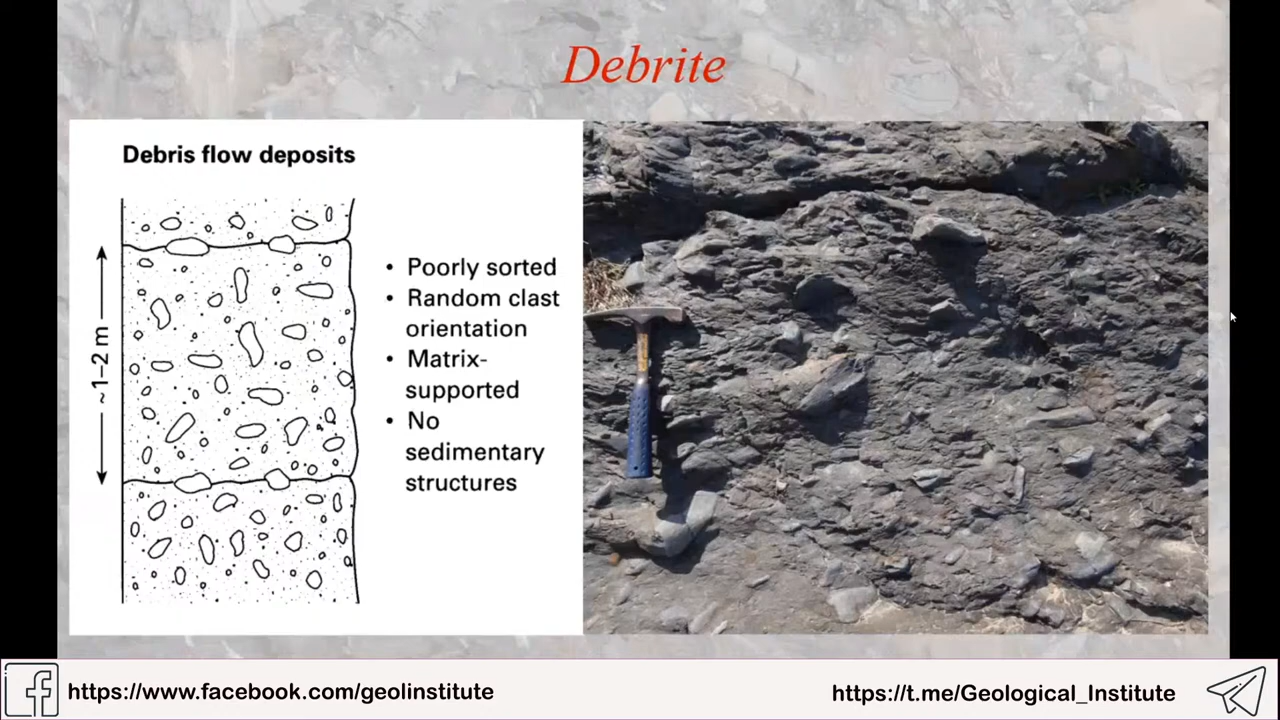 Debrite
Debris flow deposits
~1–2 m
• Poorly sorted
• Random clast
orientation
• Matrix-
supported
• No
sedimentary
structures
https://www.facebook.com/geolinstitute
https://t.me/Geological_Institute